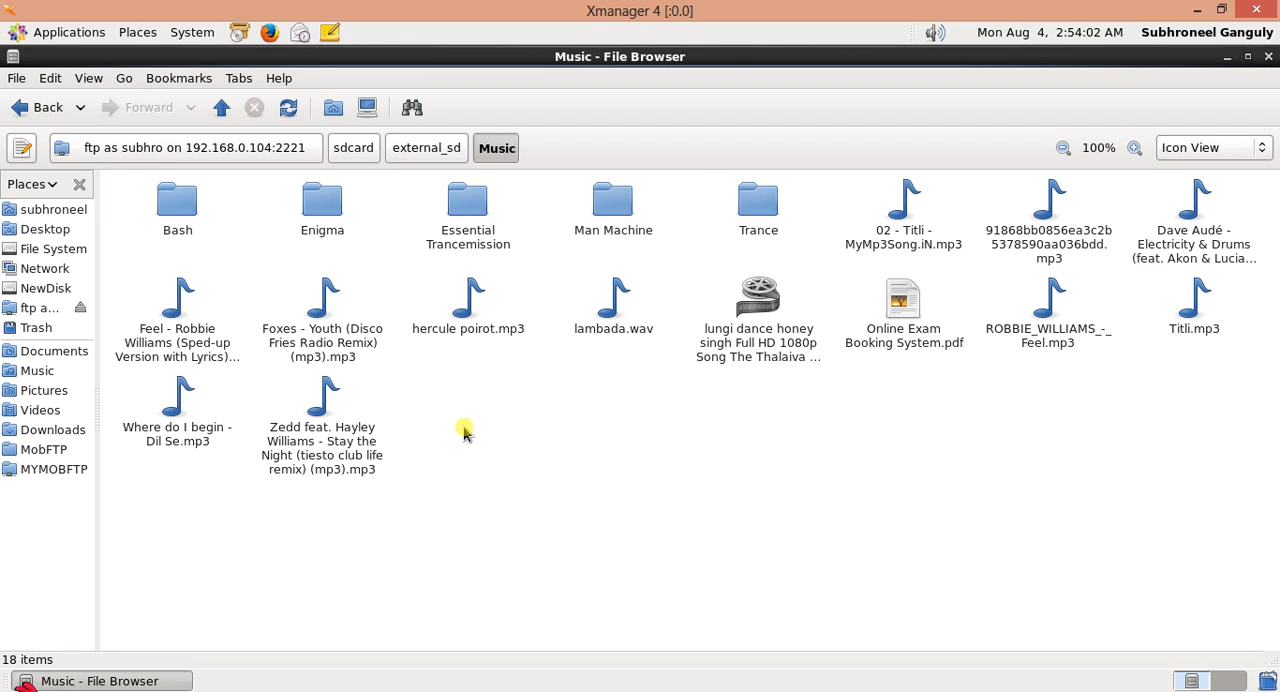 Xmanager 4 [:0.0]
Applications Places System Mon Aug 4, 2:54:02 AM Subhroneel Ganguly
Music - File Browser
File Edit View Go Bookmarks Tabs Help
Back Forward
ftp as subhro on 192.168.0.104:2221 sdcard external_sd Music 100% Icon View
Places
subhroneel
Desktop
File System
Network
NewDisk
ftp a...
Trash
Documents
Music
Pictures
Videos
Downloads
MobFTP
MYMOBFTP
Bash
Enigma
Essential
Trancemission
Man Machine
Trance
02 - Titli -
MyMp3Song.iN.mp3
91868bb0856ea3c2b
5378590aa036bdd.
mp3
Dave Audé -
Electricity & Drums
(feat. Akon & Lucia...
Feel - Robbie
Williams (Sped-up
Version with Lyrics)...
Foxes - Youth (Disco
Fries Radio Remix)
(mp3).mp3
hercule poirot.mp3
lambada.wav
lungi dance honey
singh Full HD 1080p
Song The Thalaiva ...
Online Exam
Booking System.pdf
ROBBIE_WILLIAMS_-_
Feel.mp3
Titli.mp3
Where do I begin -
Dil Se.mp3
Zedd feat. Hayley
Williams - Stay the
Night (tiesto club life
remix) (mp3).mp3
18 items
Music - File Browser